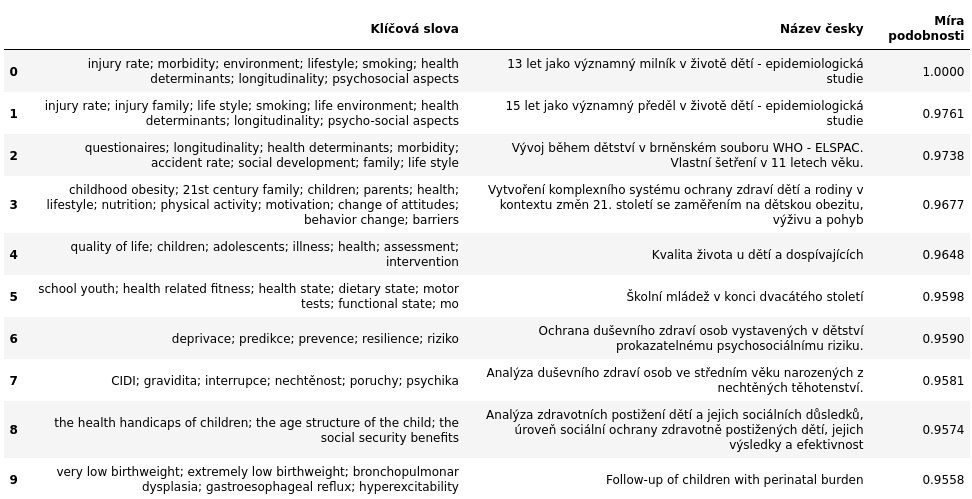 Klíčová slova Název česky Míra
podobnosti
0 injury rate; morbidity; environment; lifestyle; smoking; health
determinants; longitudinality; psychosocial aspects
13 let jako významný milník v životě dětí - epidemiologická
studie
1.0000
1 injury rate; injury family; life style; smoking; life environment; health
determinants; longitudinality; psycho-social aspects
15 let jako významný předěl v životě dětí - epidemiologická
studie
0.9761
2 questionaires; longitudinality; health determinants; morbidity;
accident rate; social development; family; life style
Vývoj během dětství v brněnském souboru WHO - ELSPAC.
Vlastní šetření v 11 letech věku.
0.9738
3 childhood obesity; 21st century family; children; parents; health;
lifestyle; nutrition; physical activity; motivation; change of attitudes;
behavior change; barriers
Vytvoření komplexního systému ochrany zdraví dětí a rodiny v
kontextu změn 21. století se zaměřením na dětskou obezitu,
výživu a pohyb
0.9677
4 quality of life; children; adolescents; illness; health; assessment;
intervention
Kvalita života u dětí a dospívajících
0.9648
5 school youth; health related fitness; health state; dietary state; motor
tests; functional state; mo
Školní mládež v konci dvacátého století
0.9598
6 deprivace; predikce; prevence; resilience; riziko
Ochrana duševního zdraví osob vystavených v dětství
prokazatelnému psychosociálnímu riziku.
0.9590
7 CIDI; gravidita; interrupce; nechtěnost; poruchy; psychika
Analýza duševního zdraví osob ve středním věku narozených z
nechtěných těhotenství.
0.9581
8 the health handicaps of children; the age structure of the child; the
social security benefits
Analýza zdravotních postižení dětí a jejich sociálních důsledků,
úroveň sociální ochrany zdravotně postižených dětí, jejich
výsledky a efektivnost
0.9574
9 very low birthweight; extremely low birthweight; bronchopulmonar
dysplasia; gastroesophageal reflux; hyperexcitability
Follow-up of children with perinatal burden
0.9558